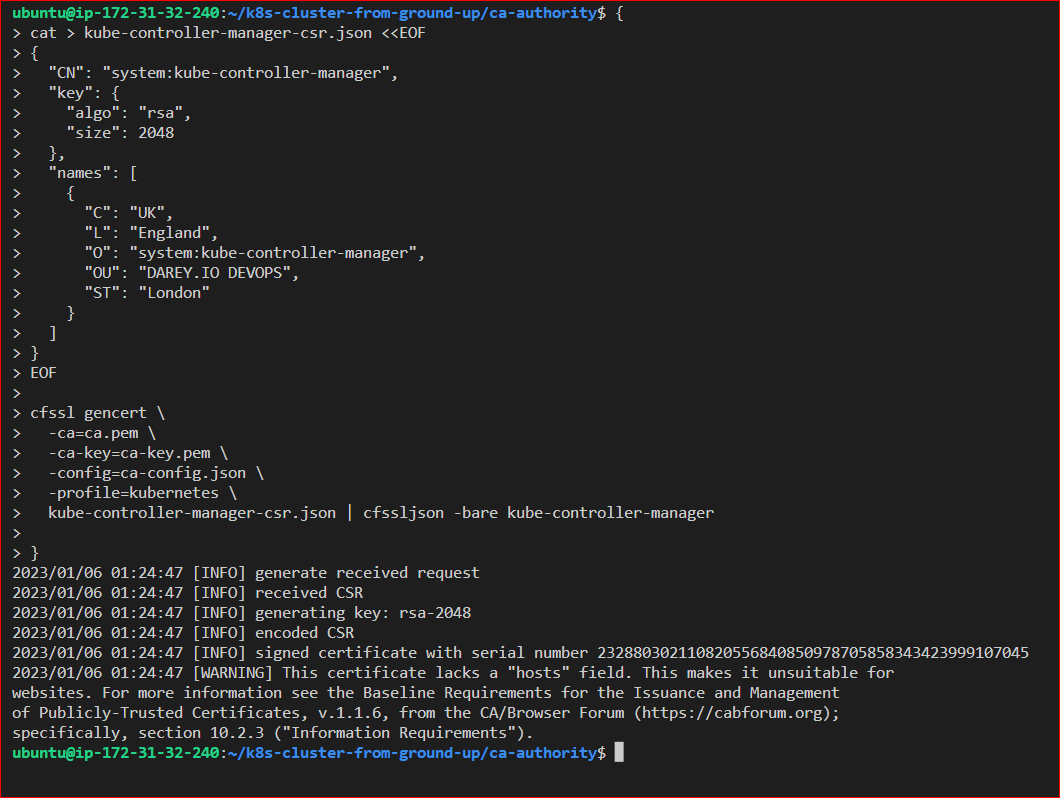 ubuntu@ip-172-31-32-240:~/k8s-cluster-from-ground-up/ca-authority$ {
> cat > kube-controller-manager-csr.json <<EOF
> {
>   "CN": "system:kube-controller-manager",
>   "key": {
>     "algo": "rsa",
>     "size": 2048
>   },
>   "names": [
>     {
>       "C": "UK",
>       "L": "England",
>       "O": "system:kube-controller-manager",
>       "OU": "DAREY.IO DEVOPS",
>       "ST": "London"
>     }
>   ]
> }
> EOF
>
> cfssl gencert \
>   -ca=ca.pem \
>   -ca-key=ca-key.pem \
>   -config=ca-config.json \
>   -profile=kubernetes \
>   kube-controller-manager-csr.json | cfssljson -bare kube-controller-manager
>
> }
2023/01/06 01:24:47 [INFO] generate received request
2023/01/06 01:24:47 [INFO] received CSR
2023/01/06 01:24:47 [INFO] generating key: rsa-2048
2023/01/06 01:24:47 [INFO] encoded CSR
2023/01/06 01:24:47 [INFO] signed certificate with serial number 232880302110820556840850978705858343423999107045
2023/01/06 01:24:47 [WARNING] This certificate lacks a "hosts" field. This makes it unsuitable for
websites. For more information see the Baseline Requirements for the Issuance and Management
of Publicly-Trusted Certificates, v.1.1.6, from the CA/Browser Forum (https://cabforum.org);
specifically, section 10.2.3 ("Information Requirements").
ubuntu@ip-172-31-32-240:~/k8s-cluster-from-ground-up/ca-authority$